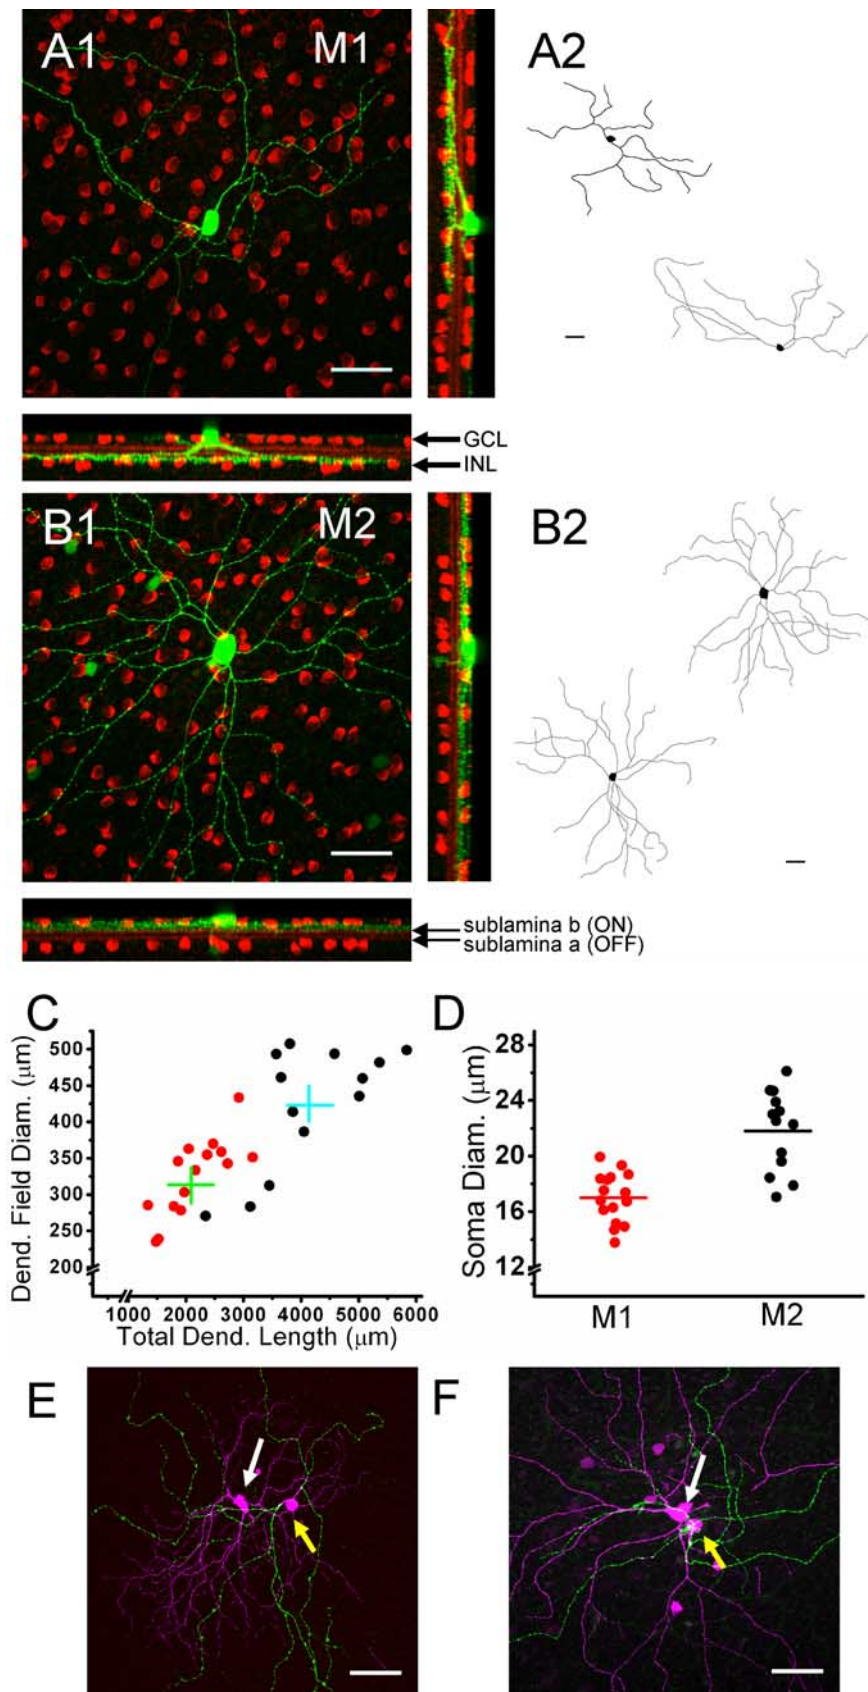 A1 M1 A2
GCL
INL
B1 M2 B2
sublamina b (ON)
sublamina a (OFF)
C D
Dend. Field Diam. (μm)
500
450
400
350
300
250
200
1000 2000 3000 4000 5000 6000
Total Dend. Length (μm)
Soma Diam. (μm)
28
24
20
16
12
M1 M2
E F